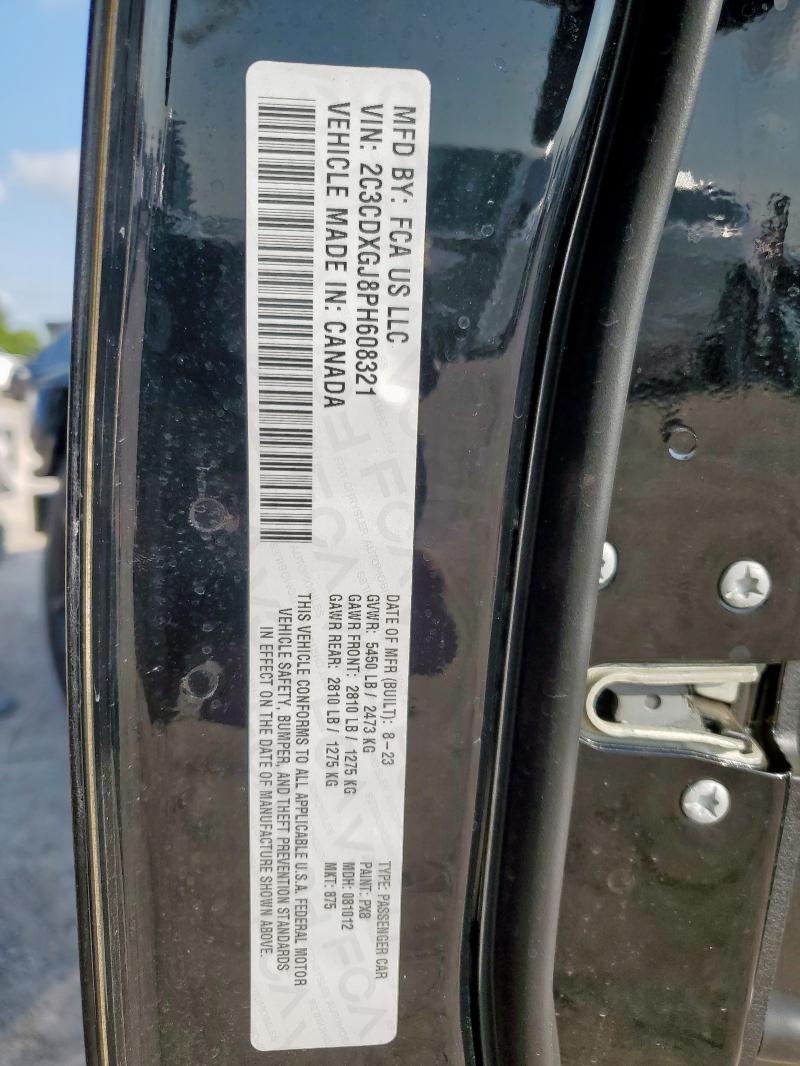 MFD BY: FCA US LLC
VIN: 2C3CDXGJ8PH608321
VEHICLE MADE IN: CANADA
DATE OF MFR (BUILT): 8-23
GVWR: 5450 LB / 2473 KG
GAWR FRONT: 2810 LB / 1275 KG
GAWR REAR: 2810 LB / 1275 KG
TYPE: PASSENGER CAR
PAINT: PX8
MDH: 081012
MKT: 875
THIS VEHICLE CONFORMS TO ALL APPLICABLE U.S.A. FEDERAL MOTOR
VEHICLE SAFETY, BUMPER, AND THEFT PREVENTION STANDARDS
IN EFFECT ON THE DATE OF MANUFACTURE SHOWN ABOVE.